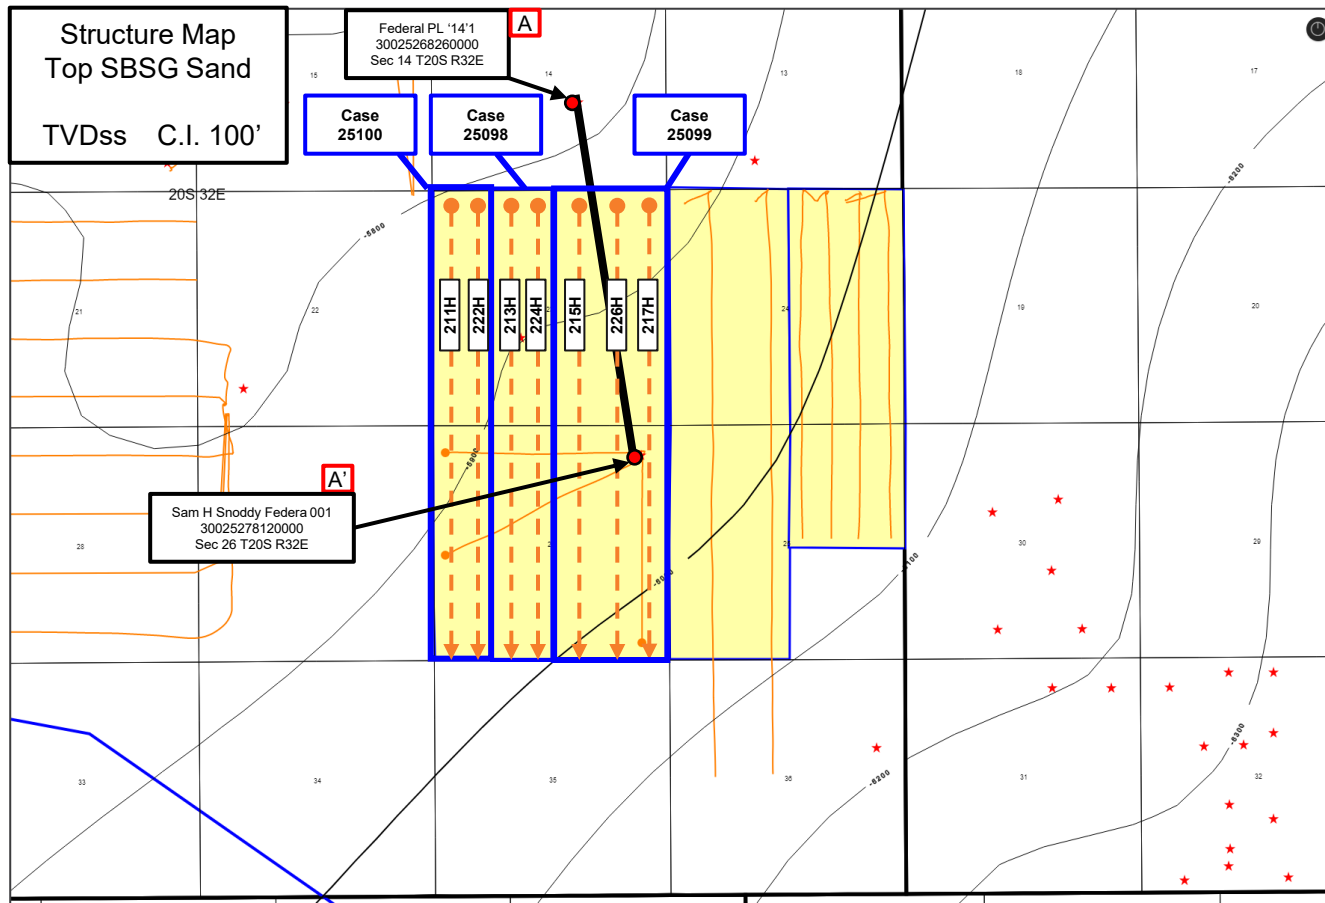 Structure Map
Top SBSG Sand
TVDss C.I. 100’
Federal PL ‘14’1
30025268260000
Sec 14 T20S R32E
A
Case
25100
Case
25098
Case
25099
15
14
13
18
17
20S 32E
-5800
-6200
211H
222H
213H
224H
215H
226H
217H
21
22
24
19
20
-5900
A’
Sam H Snoddy Federa 001
30025278120000
Sec 26 T20S R32E
28
30
29
-6300
33
34
35
36
31
32
-6200